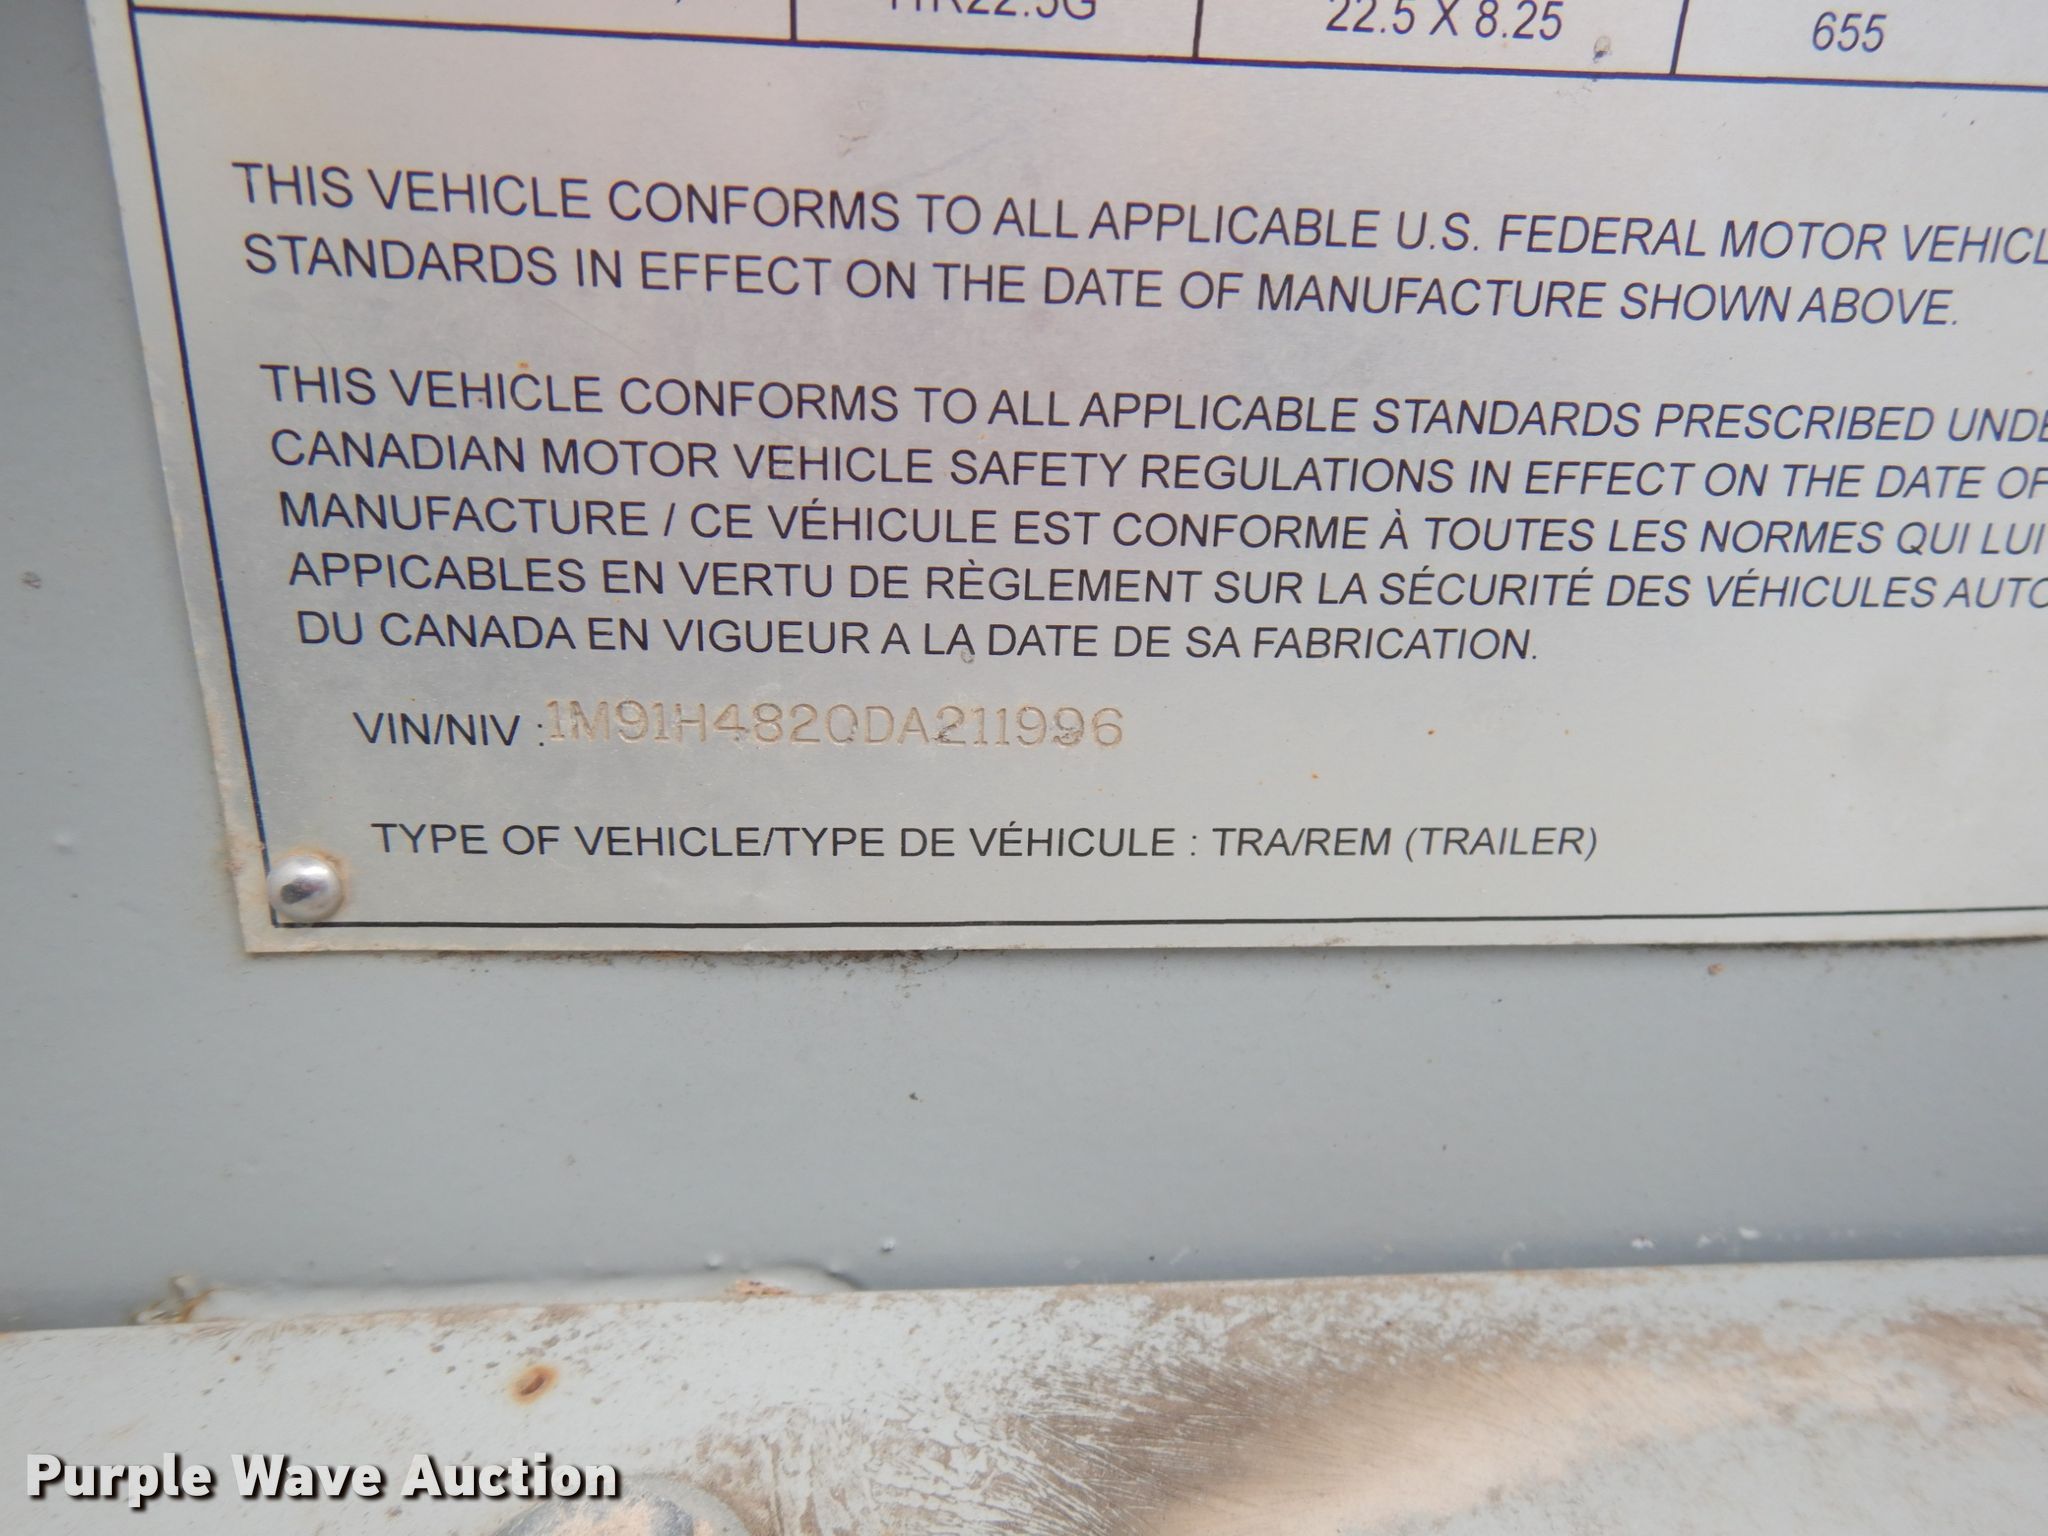 22.5 X 8.25
655
THIS VEHICLE CONFORMS TO ALL APPLICABLE U.S. FEDERAL MOTOR VEHICL
STANDARDS IN EFFECT ON THE DATE OF MANUFACTURE SHOWN ABOVE.
THIS VEHICLE CONFORMS TO ALL APPLICABLE STANDARDS PRESCRIBED UNDE
CANADIAN MOTOR VEHICLE SAFETY REGULATIONS IN EFFECT ON THE DATE OF
MANUFACTURE / CE VÉHICULE EST CONFORME À TOUTES LES NORMES QUI LUI
APPICABLES EN VERTU DE RÈGLEMENT SUR LA SÉCURITÉ DES VÉHICULES AUTO
DU CANADA EN VIGUEUR A LA DATE DE SA FABRICATION.
VIN/NIV : 1M91H4820DA211996
TYPE OF VEHICLE/TYPE DE VÉHICULE : TRA/REM (TRAILER)
Purple Wave Auction